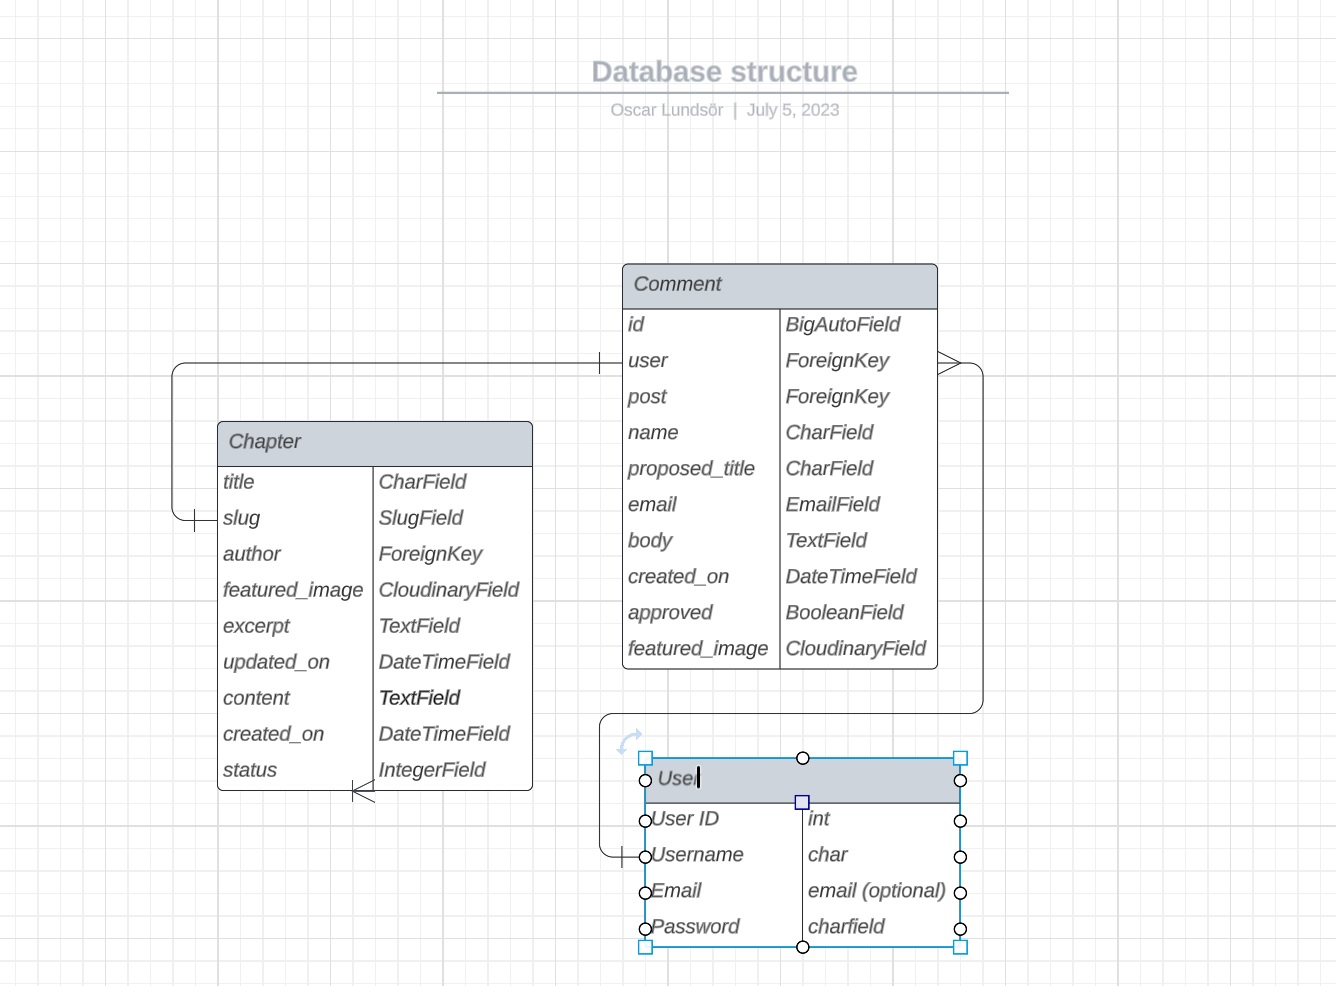 Database structure
Oscar Lundsör | July 5, 2023
Comment
id BigAutoField
user ForeignKey
post ForeignKey
name CharField
proposed_title CharField
email EmailField
body TextField
created_on DateTimeField
approved BooleanField
featured_image CloudinaryField
Chapter
title CharField
slug SlugField
author ForeignKey
featured_image CloudinaryField
excerpt TextField
updated_on DateTimeField
content TextField
created_on DateTimeField
status IntegerField
User
User ID int
Username char
Email email (optional)
Password charfield